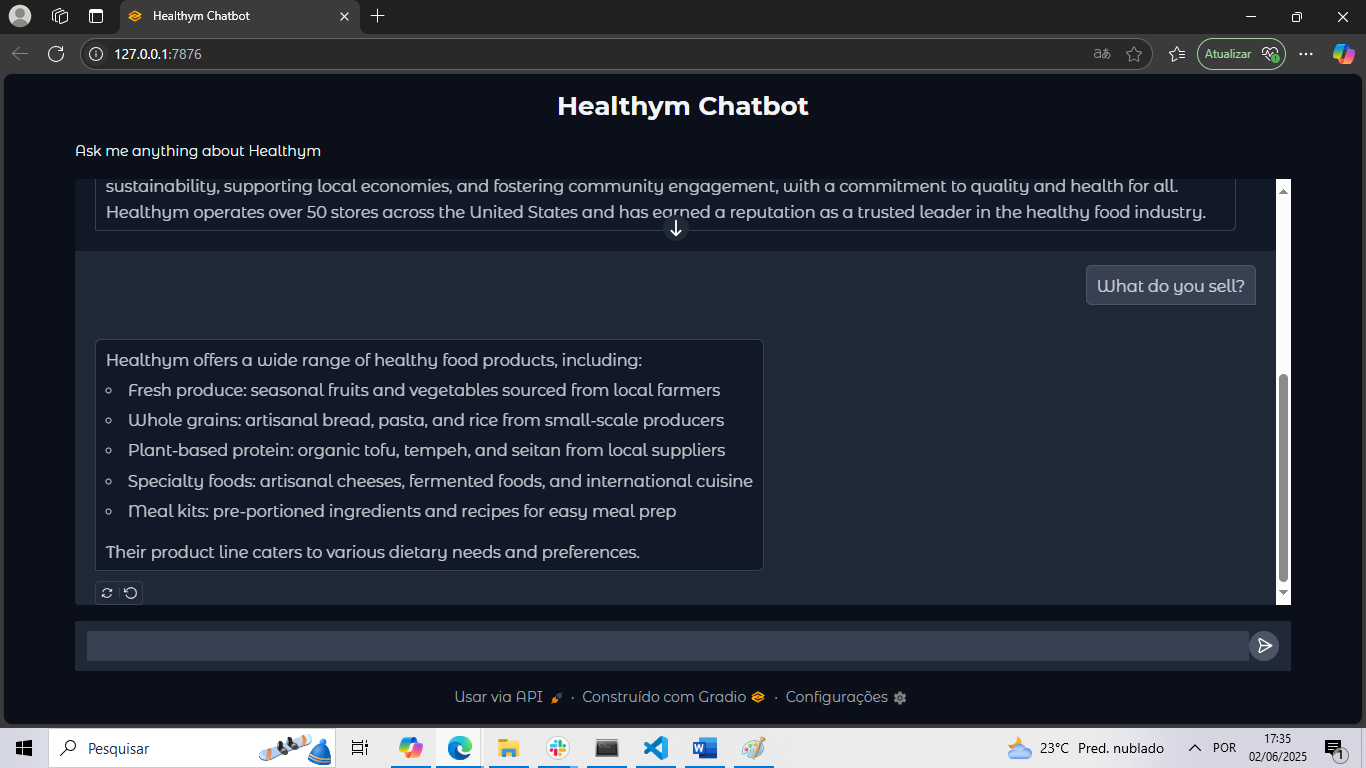 Healthym Chatbot
127.0.0.1:7876
aあ
Atualizar
Healthym Chatbot
Ask me anything about Healthym
sustainability, supporting local economies, and fostering community engagement, with a commitment to quality and health for all.
Healthym operates over 50 stores across the United States and has earned a reputation as a trusted leader in the healthy food industry.
What do you sell?
Healthym offers a wide range of healthy food products, including:
Fresh produce: seasonal fruits and vegetables sourced from local farmers
Whole grains: artisanal bread, pasta, and rice from small-scale producers
Plant-based protein: organic tofu, tempeh, and seitan from local suppliers
Specialty foods: artisanal cheeses, fermented foods, and international cuisine
Meal kits: pre-portioned ingredients and recipes for easy meal prep
Their product line caters to various dietary needs and preferences.
Usar via API · Construído com Gradio · Configurações
Pesquisar
23°C Pred. nublado
POR
17:35
02/06/2025
1